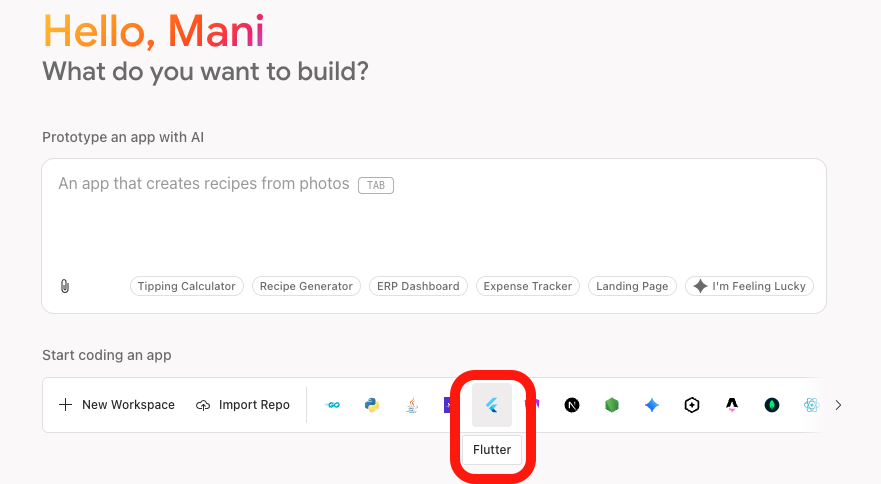 Hello, Mani
What do you want to build?
Prototype an app with AI
An app that creates recipes from photos TAB
Tipping Calculator Recipe Generator ERP Dashboard Expense Tracker Landing Page I'm Feeling Lucky
Start coding an app
New Workspace Import Repo
Flutter